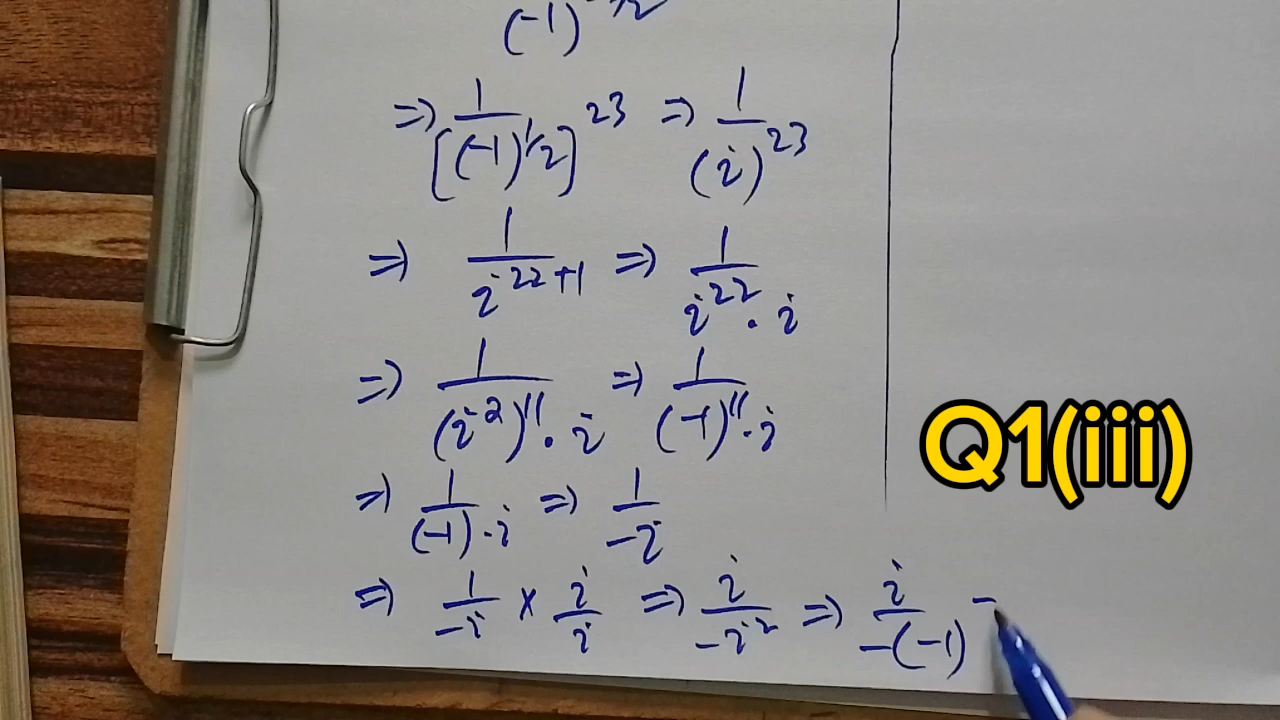 (-1)
⇒ 1/[(-1)^1/2]^23 ⇒ 1/(i)^23
⇒ 1/i^22+1 ⇒ 1/i^22 . i
⇒ 1/(i^2)^11 . i ⇒ 1/(-1)^11 . i
⇒ 1/(-1) . i ⇒ 1/-i
⇒ 1/-i × i/i ⇒ i/-i^2 ⇒ i/-(-1) -
Q1(iii)